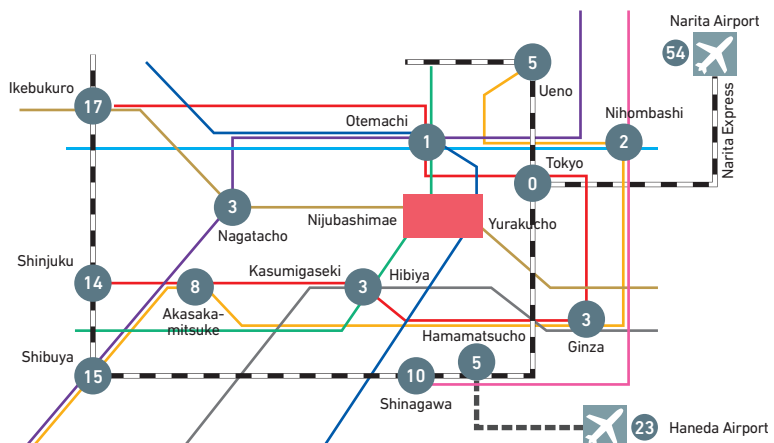 Narita Airport
54
5
Ikebukuro
17
Ueno
Otemachi
Nihombashi
1
2
Narita Express
Tokyo
0
3
Nijubashimae
Yurakucho
Nagatacho
Shinjuku
Kasumigaseki
Hibiya
14
8
3
Akasaka-
mitsuke
3
Hamamatsucho
Ginza
Shibuya
5
15
10
Shinagawa
23
Haneda Airport